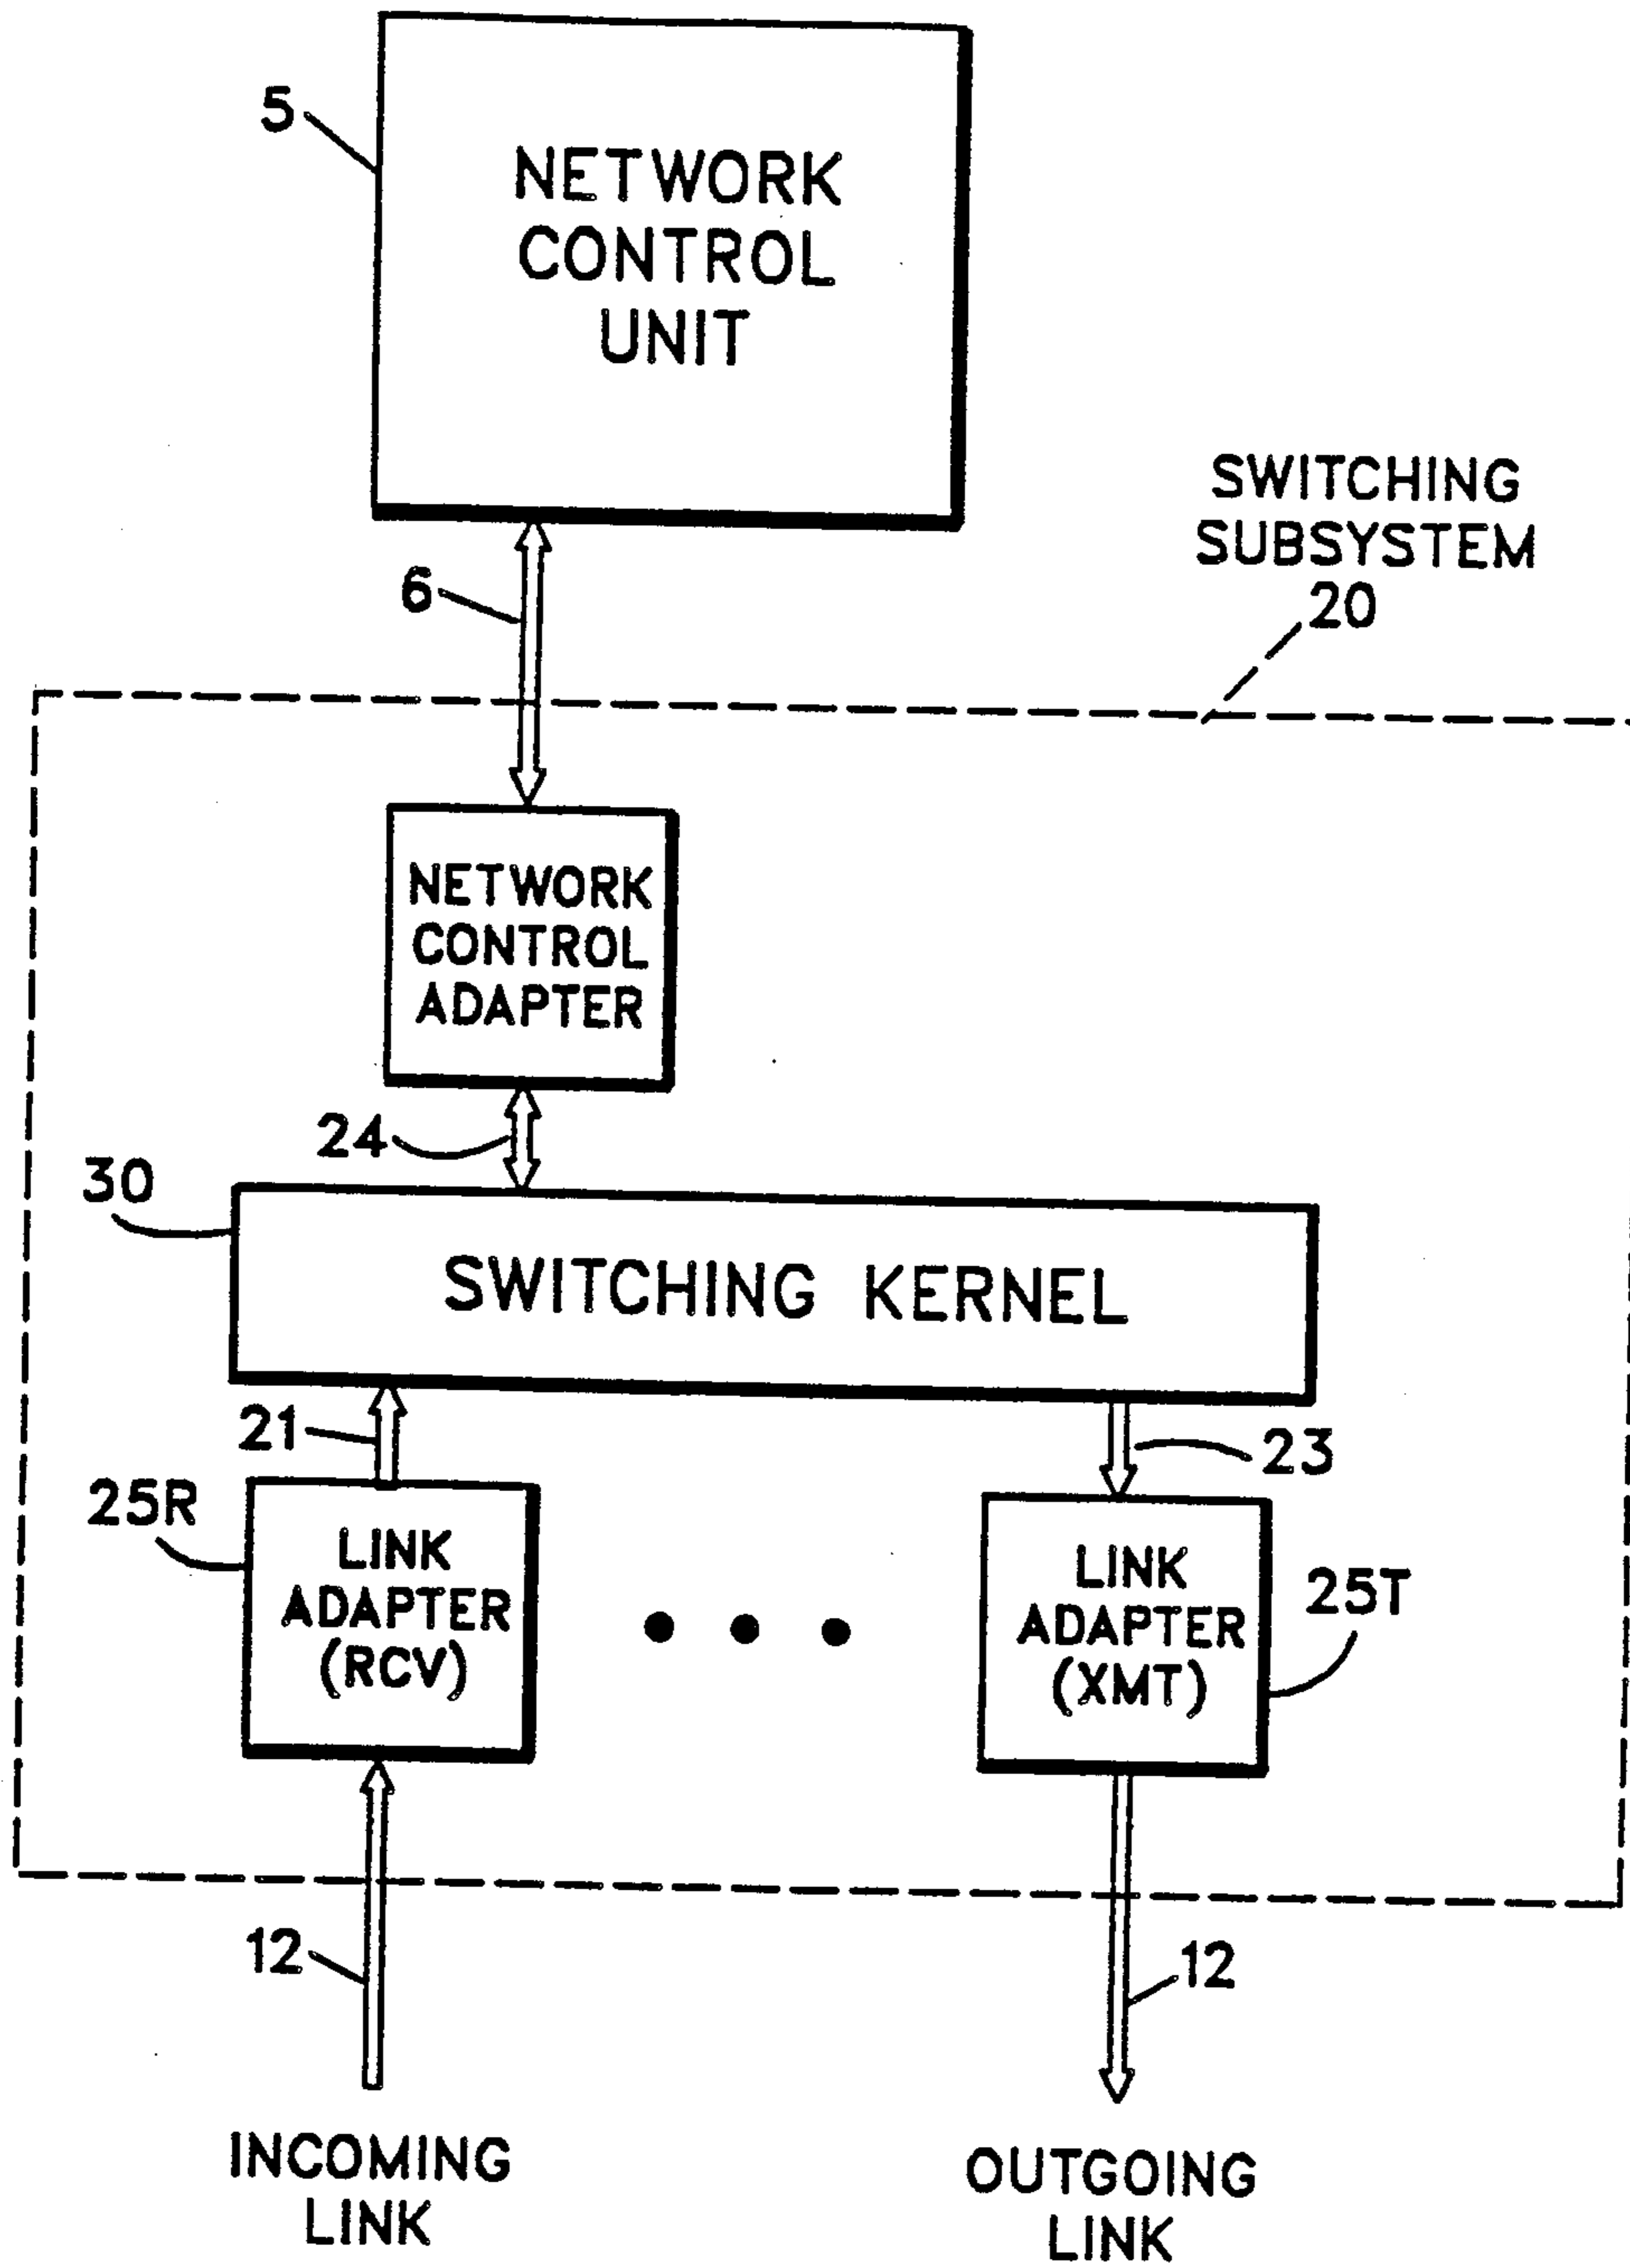 5
NETWORK
CONTROL
UNIT
SWITCHING
SUBSYSTEM
20
6
NETWORK
CONTROL
ADAPTER
24
30
SWITCHING KERNEL
21
23
25R
LINK
ADAPTER
(RCV)
LINK
ADAPTER
(XMT)
25T
12
12
INCOMING
LINK
OUTGOING
LINK